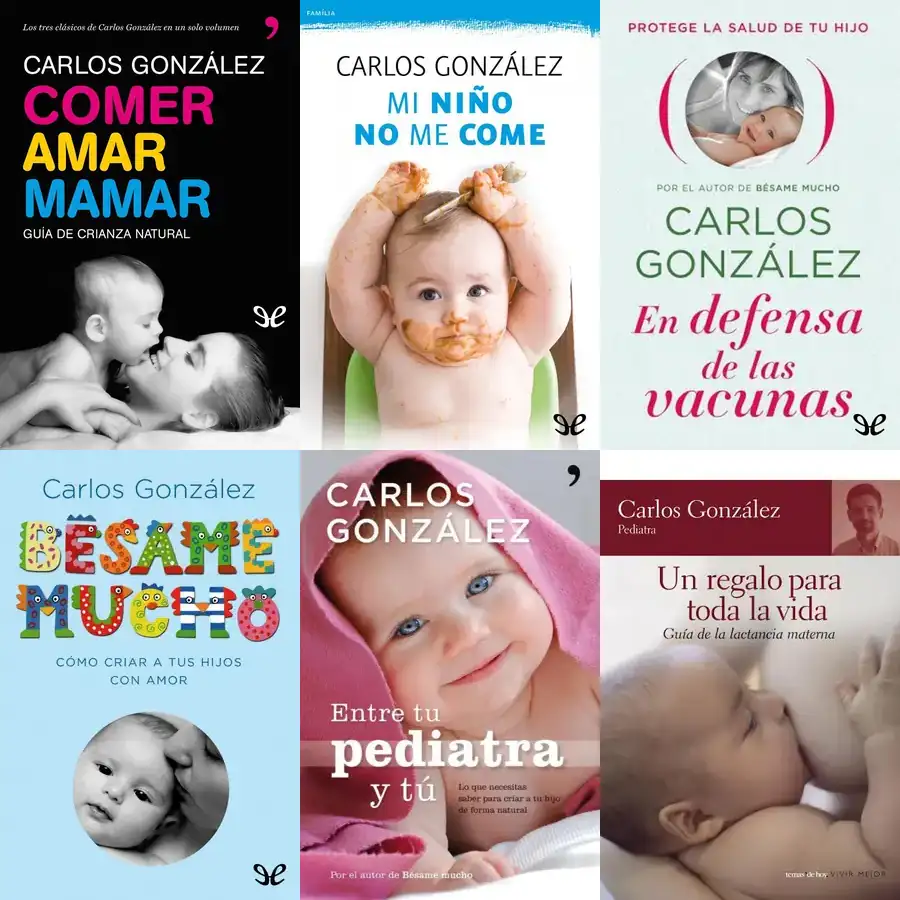 Los tres clásicos de Carlos González en un solo volumen
CARLOS GONZÁLEZ
COMER
AMAR
MAMAR
GUÍA DE CRIANZA NATURAL
FAMÍLIA
CARLOS GONZÁLEZ
MI NIÑO
NO ME COME
PROTEGE LA SALUD DE TU HIJO
POR EL AUTOR DE BÉSAME MUCHO
CARLOS
GONZÁLEZ
En defensa
de las
vacunas
Carlos González
BÉSAME
MUCHO
CÓMO CRIAR A TUS HIJOS
CON AMOR
CARLOS
GONZÁLEZ
Entre tu
pediatra
y tú
Lo que necesitas
saber para criar a tu hijo
de forma natural
Por el autor de Bésame mucho
Carlos González
Pediatra
Un regalo para
toda la vida
Guía de la lactancia materna
temas de hoy. VIVIR MEJOR